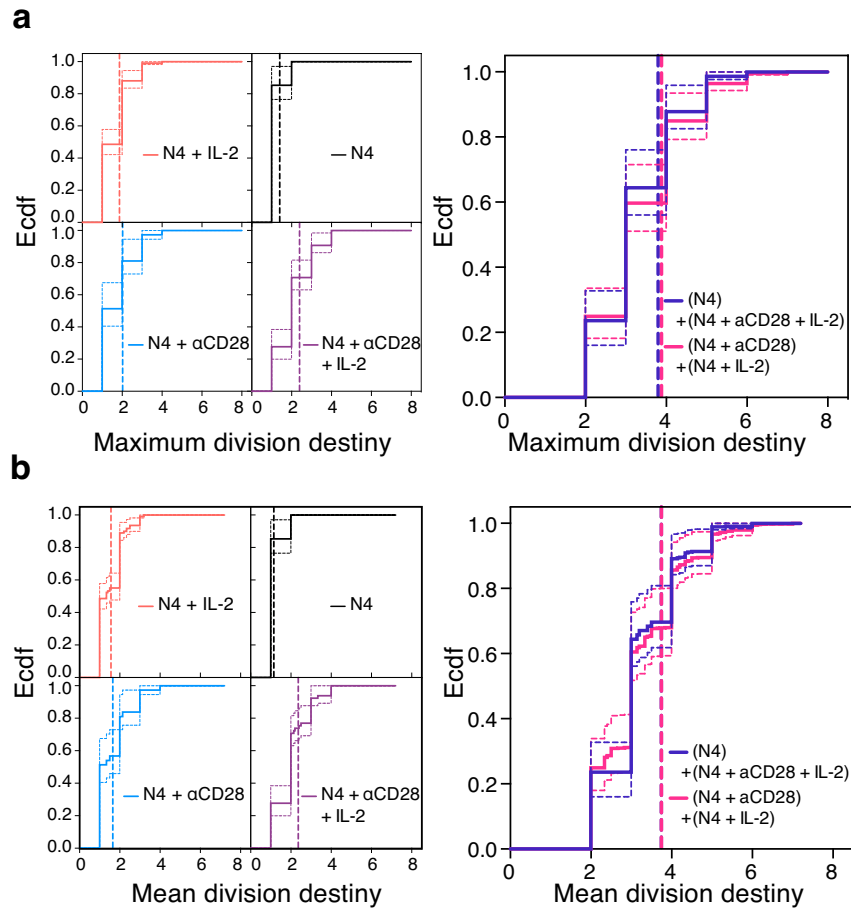 a
Ecdf
1.0
0.8
0.6
0.4
0.2
0.0
N4 + IL-2
N4
1.0
0.8
0.6
0.4
0.2
0.0
N4 + αCD28
N4 + αCD28
+ IL-2
0 2 4 6 8 0 2 4 6 8
Maximum division destiny
Ecdf
1.0
0.8
0.6
0.4
0.2
0.0
(N4)
+(N4 + aCD28 + IL-2)
(N4 + aCD28)
+(N4 + IL-2)
0 2 4 6 8
Maximum division destiny
b
Ecdf
1.0
0.8
0.6
0.4
0.2
0.0
N4 + IL-2
N4
1.0
0.8
0.6
0.4
0.2
0.0
N4 + αCD28
N4 + αCD28
+ IL-2
0 2 4 6 8 0 2 4 6 8
Mean division destiny
Ecdf
1.0
0.8
0.6
0.4
0.2
0.0
(N4)
+(N4 + aCD28 + IL-2)
(N4 + aCD28)
+(N4 + IL-2)
0 2 4 6 8
Mean division destiny